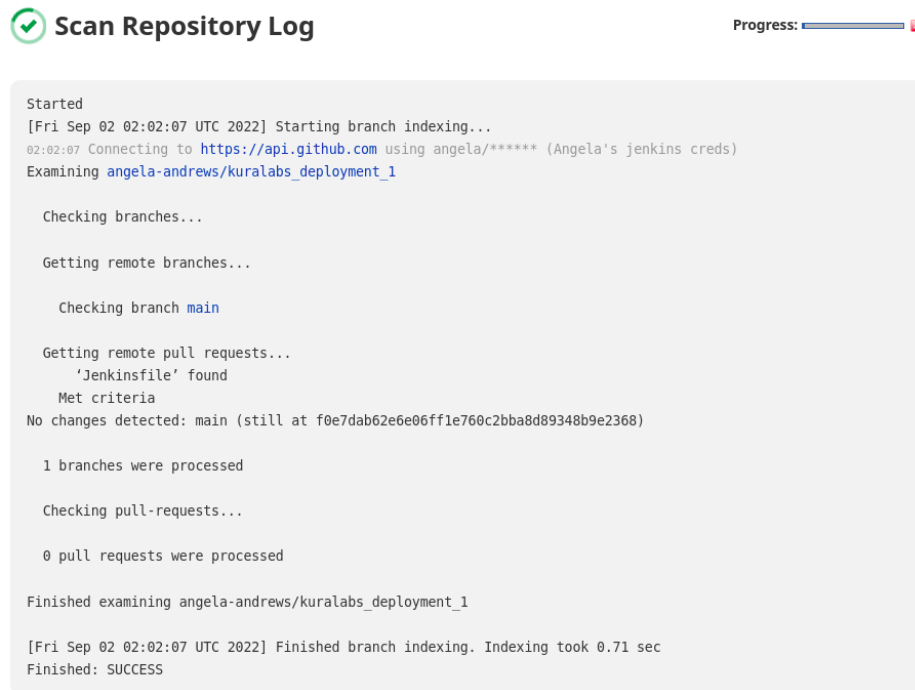 Scan Repository Log
Progress:
Started
[Fri Sep 02 02:02:07 UTC 2022] Starting branch indexing...
02:02:07 Connecting to https://api.github.com using angela/****** (Angela's jenkins creds)
Examining angela-andrews/kuralabs_deployment_1
Checking branches...
Getting remote branches...
Checking branch main
Getting remote pull requests...
‘Jenkinsfile’ found
Met criteria
No changes detected: main (still at f0e7dab62e6e06ff1e760c2bba8d89348b9e2368)
1 branches were processed
Checking pull-requests...
0 pull requests were processed
Finished examining angela-andrews/kuralabs_deployment_1
[Fri Sep 02 02:02:07 UTC 2022] Finished branch indexing. Indexing took 0.71 sec
Finished: SUCCESS